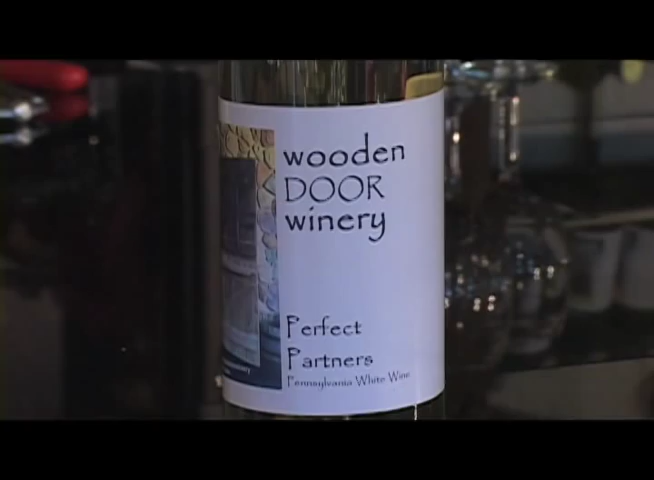 wooden
DOOR
winery
Perfect
Partners
Pennsylvania White Wine